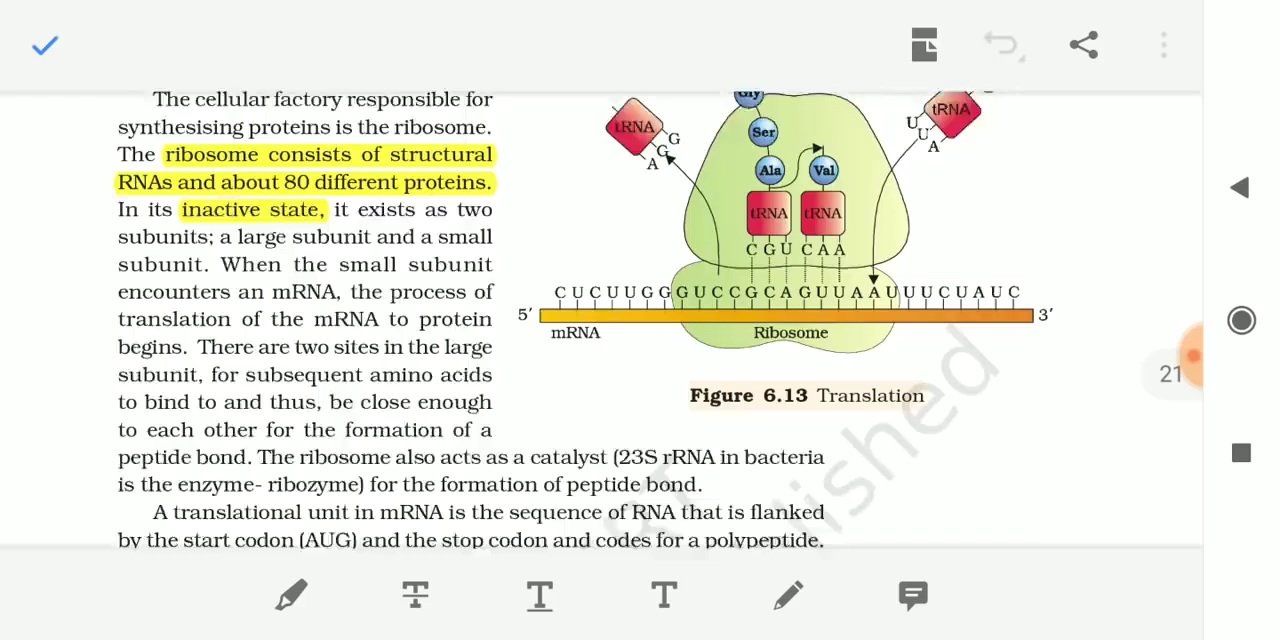 The cellular factory responsible for
synthesising proteins is the ribosome.
The ribosome consists of structural
RNAs and about 80 different proteins.
In its inactive state, it exists as two
subunits; a large subunit and a small
subunit. When the small subunit
encounters an mRNA, the process of
translation of the mRNA to protein
begins. There are two sites in the large
subunit, for subsequent amino acids
to bind to and thus, be close enough
to each other for the formation of a
peptide bond. The ribosome also acts as a catalyst (23S rRNA in bacteria
is the enzyme- ribozyme) for the formation of peptide bond.
A translational unit in mRNA is the sequence of RNA that is flanked
by the start codon (AUG) and the stop codon and codes for a polypeptide.
Gly
tRNA
A G G
Ser
tRNA
U U A
Ala
Val
tRNA tRNA
C G U C A A
C U C U U G G G U C C G C A G U U A A U U U C U A U C
5′ 3′
mRNA Ribosome
Figure 6.13 Translation
21
T
T
T